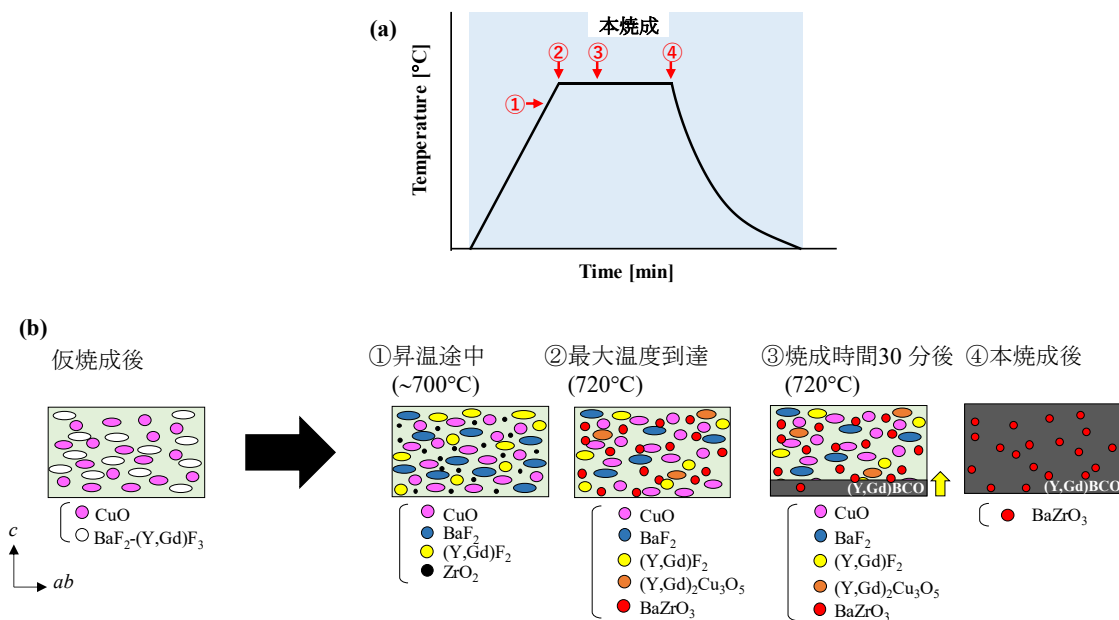 (a)
本焼成
①
②
③
④
Temperature [°C]
Time [min]
(b)
仮焼成後
CuO
BaF₂-(Y,Gd)F₃
c
ab
①昇温途中
(~700°C)
CuO
BaF₂
(Y,Gd)F₂
ZrO₂
②最大温度到達
(720°C)
CuO
BaF₂
(Y,Gd)F₂
(Y,Gd)₂Cu₃O₅
BaZrO₃
③焼成時間30 分後
(720°C)
(Y,Gd)BCO
CuO
BaF₂
(Y,Gd)F₂
(Y,Gd)₂Cu₃O₅
BaZrO₃
④本焼成後
(Y,Gd)BCO
BaZrO₃